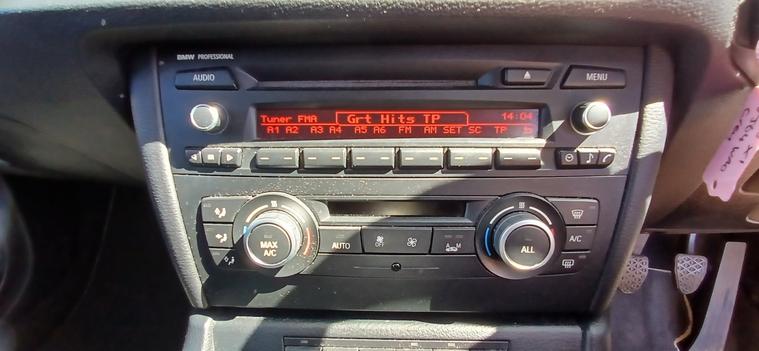 BMW PROFESSIONAL
AUDIO
MENU
Tuner FMA Grt Hits TP 14:04
A1 A2 A3 A4 A5 A6 FM AM SET SC TP
MAX A/C
AUTO
OFF
A M
ALL
A/C